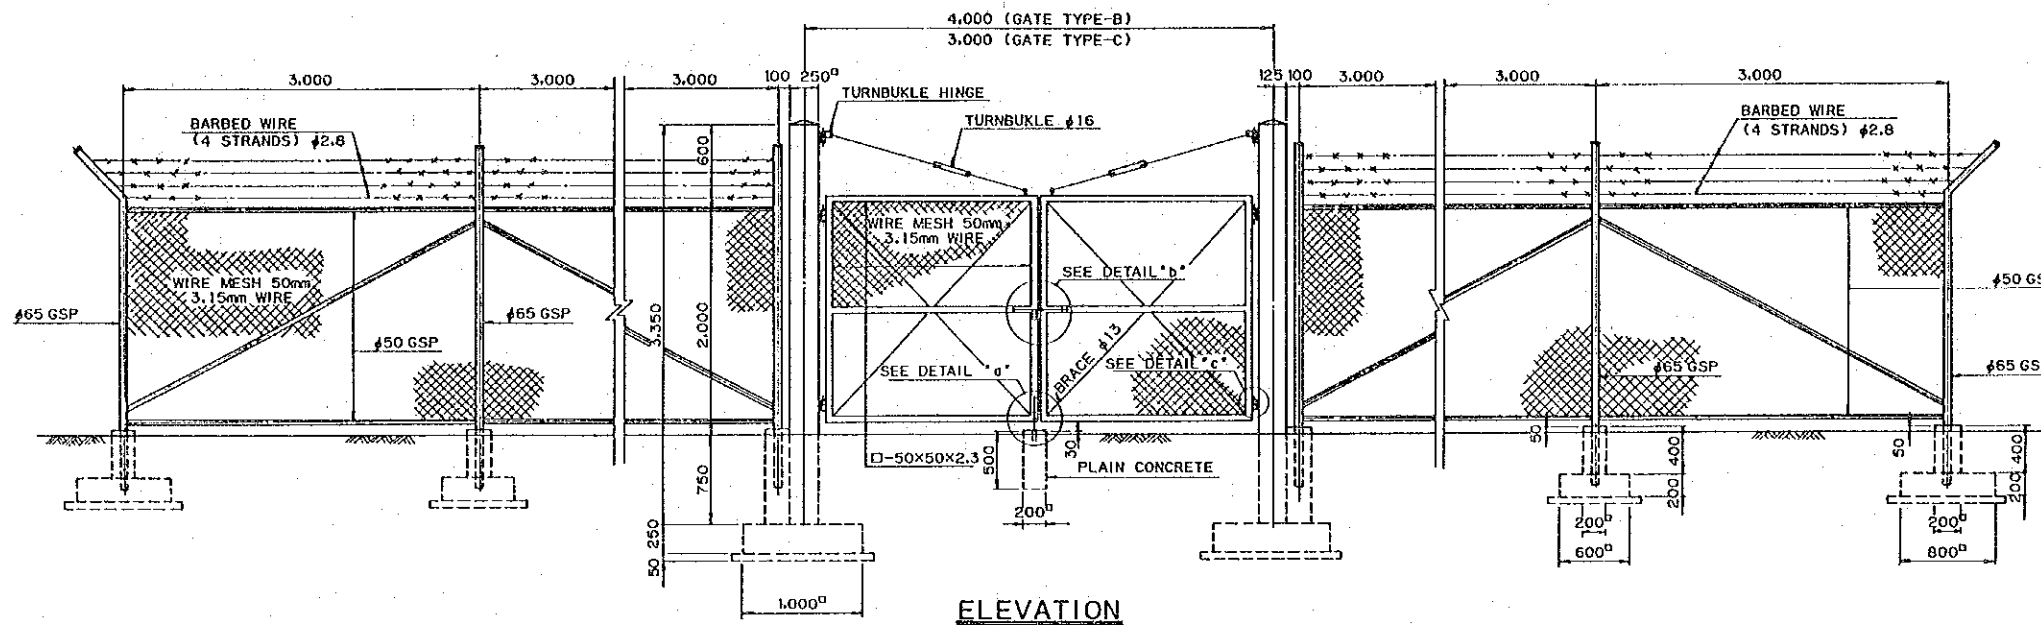 4.000 (GATE TYPE-B)
3.000 (GATE TYPE-C)
3.000
3.000
3.000
100
250□
125
100
3.000
3.000
3.000
TURNBUKLE HINGE
TURNBUKLE φ16
BARBED WIRE
(4 STRANDS) φ2.8
BARBED WIRE
(4 STRANDS) φ2.8
600
WIRE MESH 50mm
3.15mm WIRE
WIRE MESH 50mm
3.15mm WIRE
SEE DETAIL "b"
φ50 GS
φ65 GSP
φ65 GSP
3.350
2.000
φ50 GSP
SEE DETAIL "a"
BRACE φ13
SEE DETAIL "c"
φ65 GSP
φ65 GS
□-50×50×2.3
500
30
PLAIN CONCRETE
50
400
200
50
400
200
750
250
50
200□
200□
200□
600□
800□
1.000□
ELEVATION